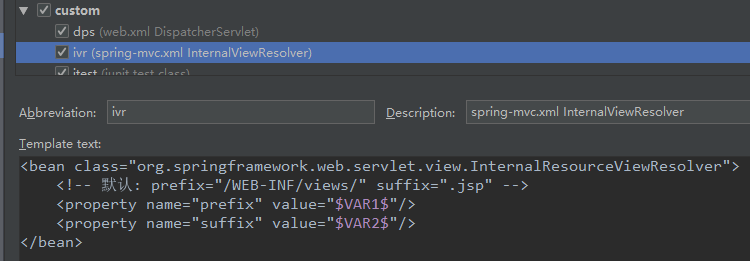 custom
dps (web.xml DispatcherServlet)
ivr (spring-mvc.xml InternalViewResolver)
itest (junit test class)
Abbreviation: ivr Description: spring-mvc.xml InternalViewResolver
Template text:
<bean class="org.springframework.web.servlet.view.InternalResourceViewResolver">
    <!-- 默认: prefix="/WEB-INF/views/" suffix=".jsp" -->
    <property name="prefix" value="$VAR1$"/>
    <property name="suffix" value="$VAR2$"/>
</bean>